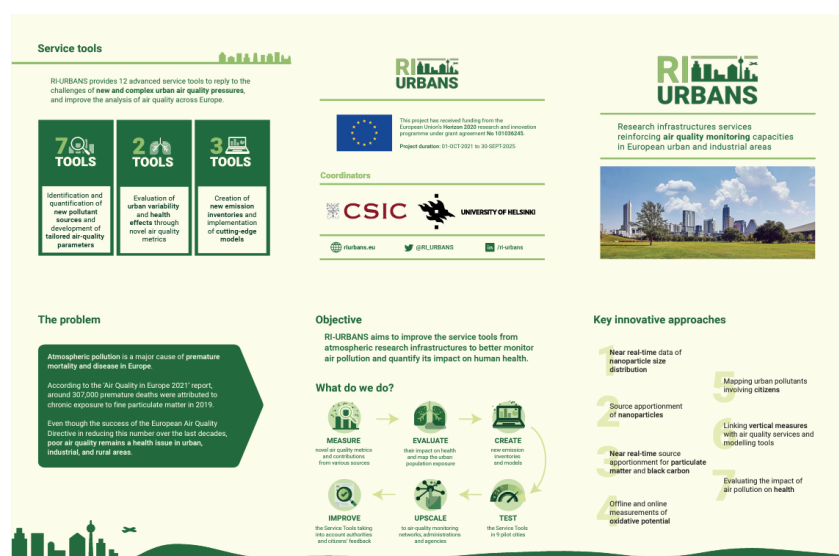 Service tools
RI-URBANS provides 12 advanced service tools to reply to the
challenges of new and complex urban air quality pressures,
and improve the analysis of air quality across Europe.
7
TOOLS
Identification and
quantification of
new pollutant
sources and
development of
tailored air-quality
parameters
2
TOOLS
Evaluation of
urban variability
and health
effects through
novel air quality
metrics
3
TOOLS
Creation of
new emission
inventories and
implementation
of cutting-edge
models
RI
URBANS
This project has received funding from the
European Union's Horizon 2020 research and innovation
programme under grant agreement No 101036245.
Project duration: 01-OCT-2021 to 30-SEPT-2025
Coordinators
CSIC
UNIVERSITY OF HELSINKI
riurbans.eu
@RI_URBANS
in /ri-urbans
RI
URBANS
Research infrastructures services
reinforcing air quality monitoring capacities
in European urban and industrial areas
The problem
Atmospheric pollution is a major cause of premature
mortality and disease in Europe.
According to the 'Air Quality in Europe 2021' report,
around 307,000 premature deaths were attributed to
chronic exposure to fine particulate matter in 2019.
Even though the success of the European Air Quality
Directive in reducing this number over the last decades,
poor air quality remains a health issue in urban,
industrial, and rural areas.
Objective
RI-URBANS aims to improve the service tools from
atmospheric research infrastructures to better monitor
air pollution and quantify its impact on human health.
What do we do?
MEASURE
novel air quality metrics
and contributions
from various sources
EVALUATE
their impact on health
and map the urban
population exposure
CREATE
new emission
inventories
and models
IMPROVE
the Service Tools taking
into account authorities
and citizens' feedback
UPSCALE
to air-quality monitoring
networks, administrations
and agencies
TEST
the Service Tools
in 9 pilot cities
Key innovative approaches
1
Near real-time data of
nanoparticle size
distribution
2
Source apportionment
of nanoparticles
3
Near real-time source
apportionment for particulate
matter and black carbon
4
Offline and online
measurements of
oxidative potential
5
Mapping urban pollutants
involving citizens
6
Linking vertical measures
with air quality services and
modelling tools
7
Evaluating the impact of
air pollution on health